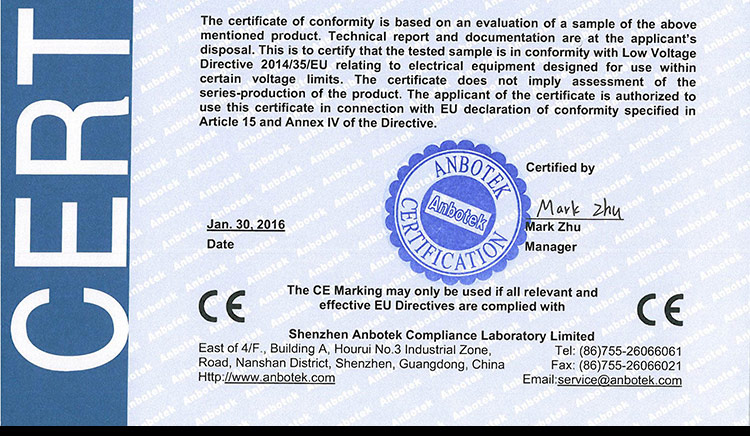 CERT
The certificate of conformity is based on an evaluation of a sample of the above
mentioned product. Technical report and documentation are at the applicant's
disposal. This is to certify that the tested sample is in conformity with Low Voltage
Directive 2014/35/EU relating to electrical equipment designed for use within
certain voltage limits. The certificate does not imply assessment of the
series-production of the product. The applicant of the certificate is authorized to
use this certificate in connection with EU declaration of conformity specified in
Article 15 and Annex IV of the Directive.
ANBOTEK
Anbotek
CERTIFICATION
Certified by
Mark Zhu
Jan. 30, 2016
Mark Zhu
Date
Manager
CE
The CE Marking may only be used if all relevant and
effective EU Directives are complied with
CE
Shenzhen Anbotek Compliance Laboratory Limited
East of 4/F., Building A, Hourui No.3 Industrial Zone,
Tel: (86)755-26066061
Road, Nanshan District, Shenzhen, Guangdong, China
Fax: (86)755-26066021
Http://www.anbotek.com
Email:service@anbotek.com